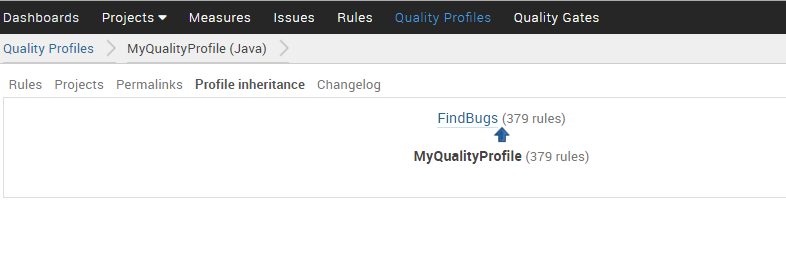 Dashboards Projects Measures Issues Rules Quality Profiles Quality Gates
Quality Profiles MyQualityProfile (Java)
Rules Projects Permalinks Profile inheritance Changelog
FindBugs (379 rules)
MyQualityProfile (379 rules)